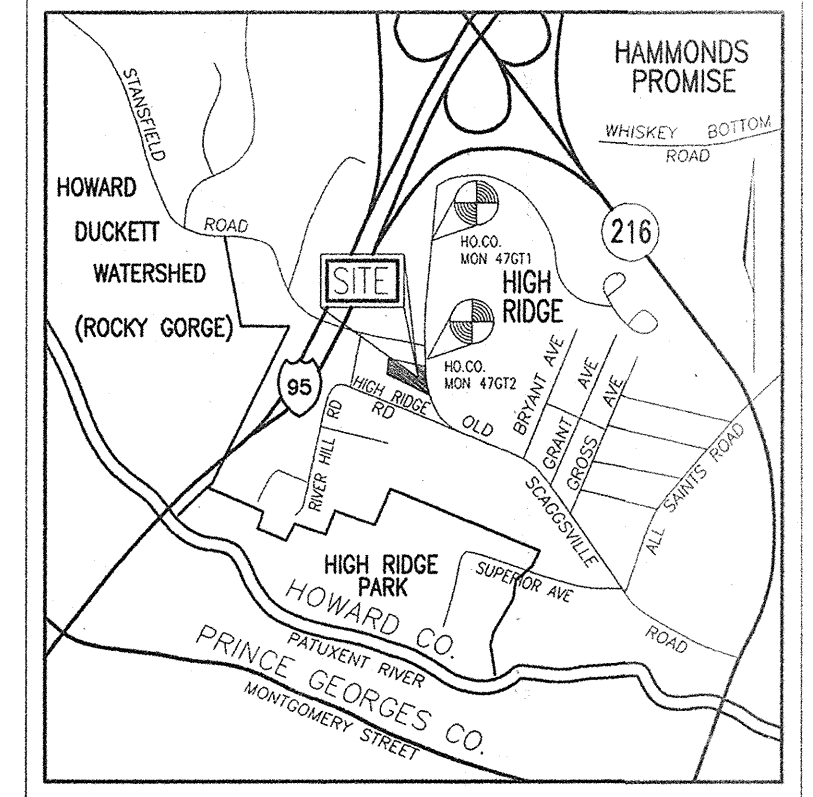 HAMMONDS
PROMISE
WHISKEY BOTTOM
ROAD
STANSFIELD
ROAD
HOWARD
DUCKETT
WATERSHED
(ROCKY GORGE)
216
HO.CO.
MON 47GT1
SITE
HIGH
RIDGE
HO.CO.
MON 47GT2
95
HIGH RIDGE
RD
RIVER HILL
RD
BRYANT AVE
GRANT AVE
GROSS AVE
OLD
SCAGGSVILLE
ROAD
ALL SAINTS ROAD
SUPERIOR AVE
HIGH RIDGE
PARK
HOWARD CO.
PATUXENT RIVER
PRINCE GEORGES CO.
MONTGOMERY STREET